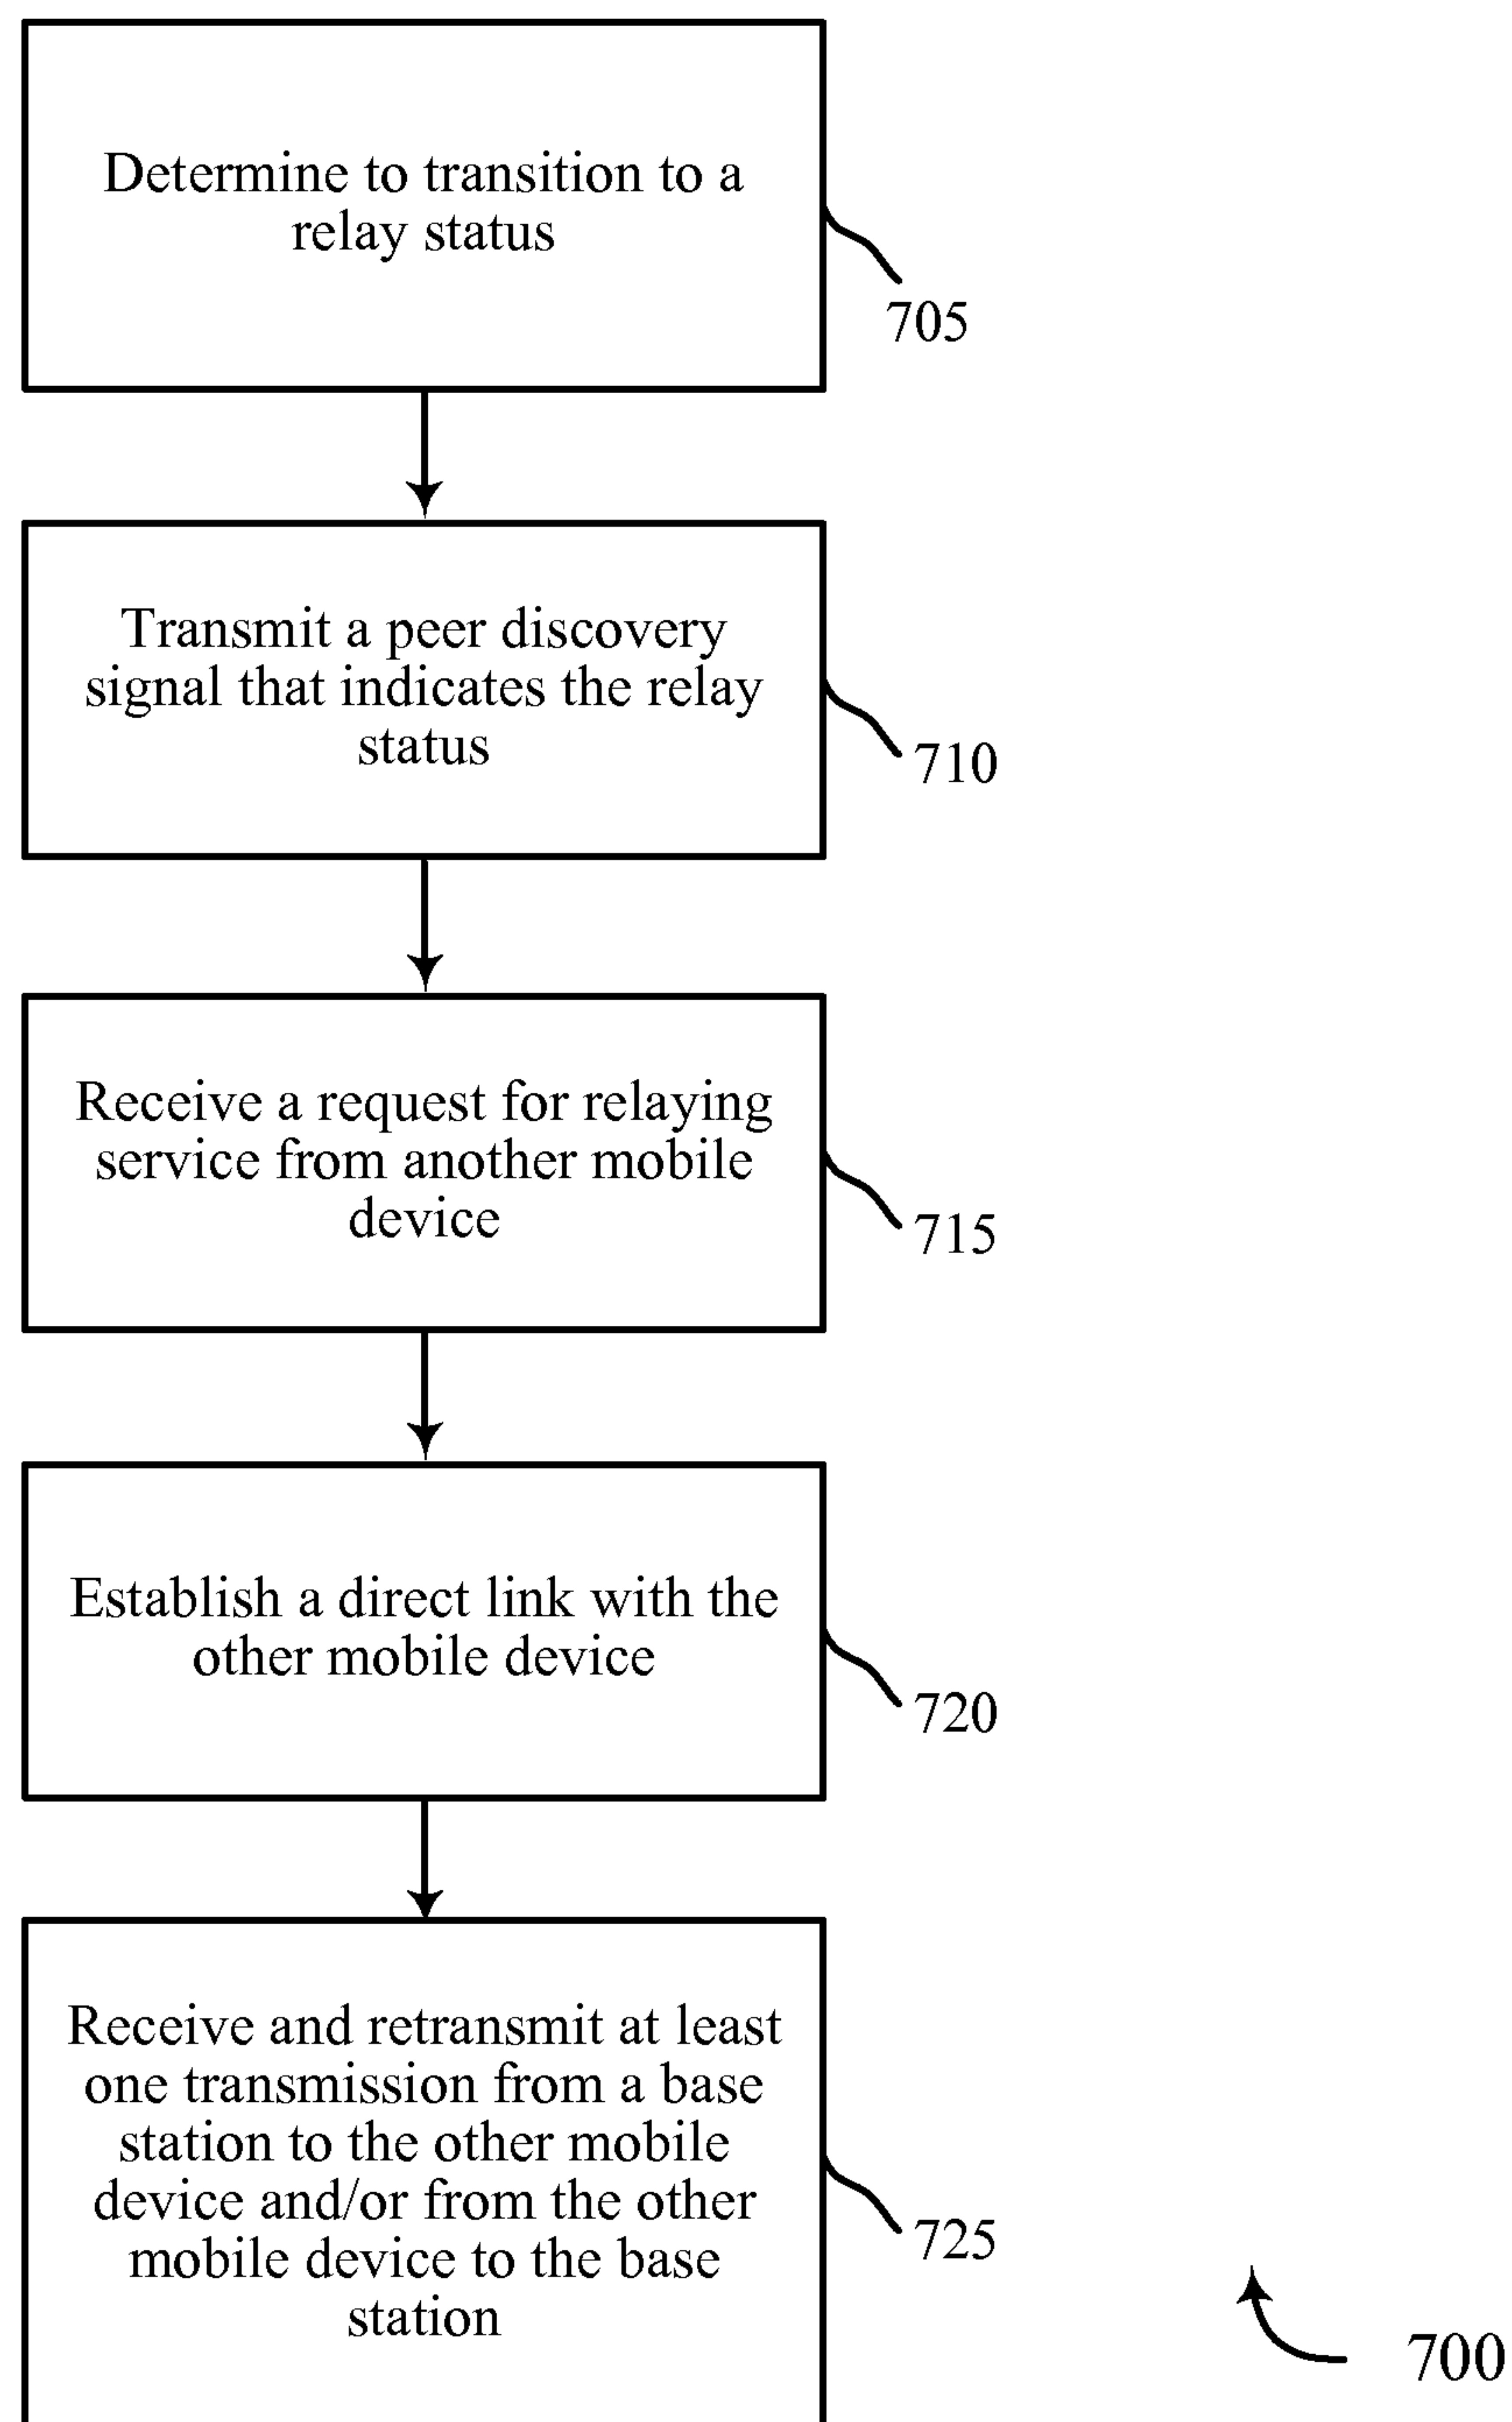 Determine to transition to a
relay status
705
Transmit a peer discovery
signal that indicates the relay
status
710
Receive a request for relaying
service from another mobile
device
715
Establish a direct link with the
other mobile device
720
Receive and retransmit at least
one transmission from a base
station to the other mobile
device and/or from the other
mobile device to the base
station
725
700